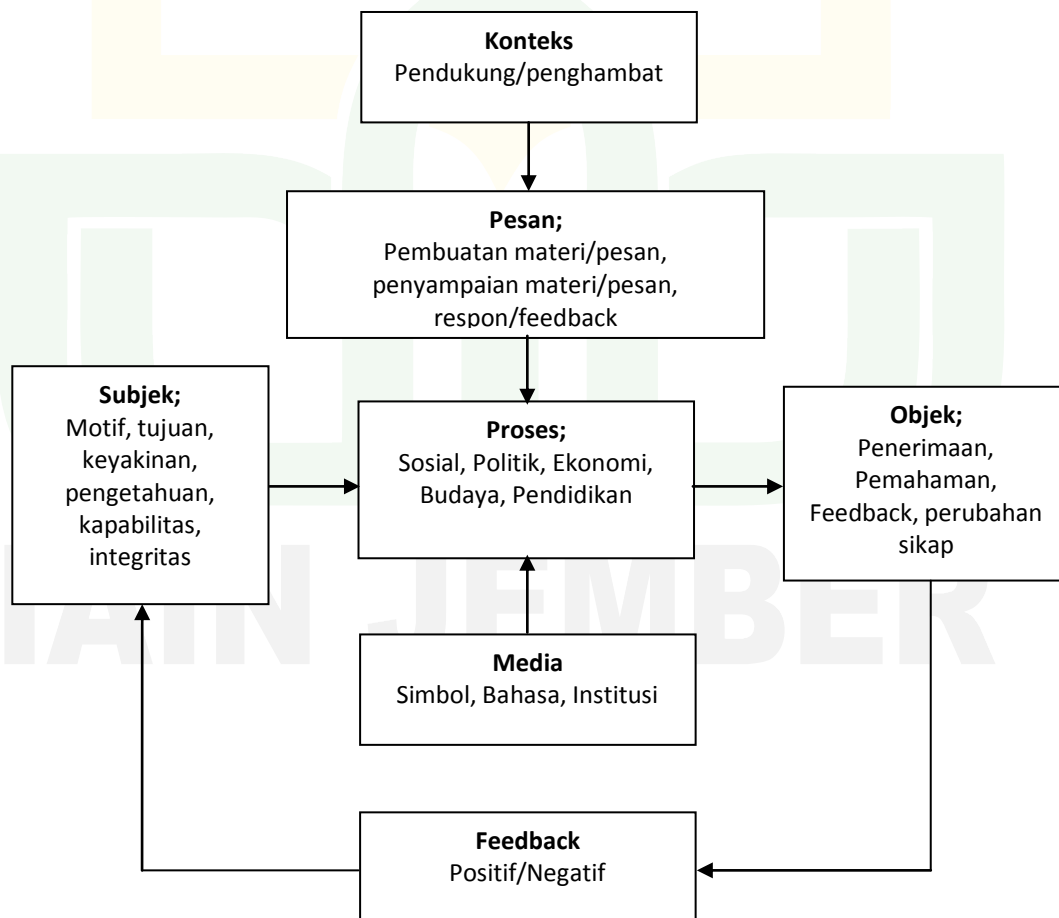 Konteks
Pendukung/penghambat
Pesan;
Pembuatan materi/pesan,
penyampaian materi/pesan,
respon/feedback
Subjek;
Motif, tujuan,
keyakinan,
pengetahuan,
kapabilitas,
integritas
Proses;
Sosial, Politik, Ekonomi,
Budaya, Pendidikan
Objek;
Penerimaan,
Pemahaman,
Feedback, perubahan
sikap
Media
Simbol, Bahasa, Institusi
Feedback
Positif/Negatif
IAIN JEMBER